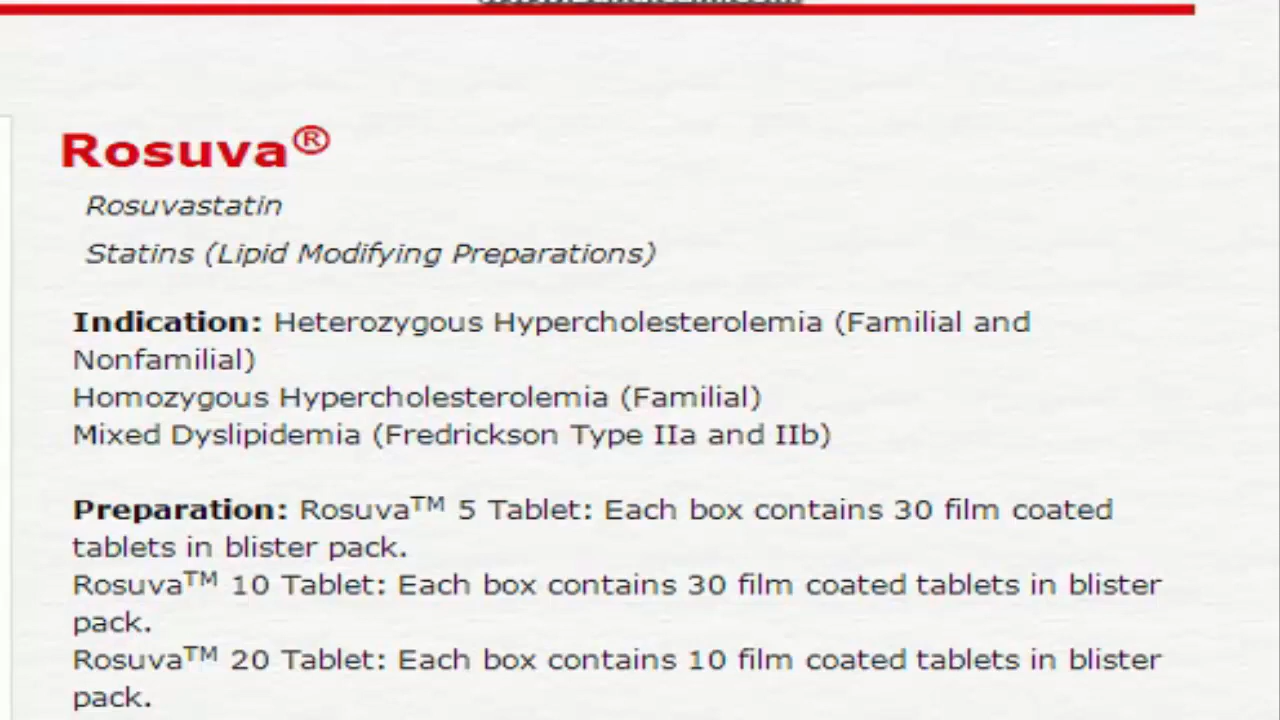 Rosuva®
Rosuvastatin
Statins (Lipid Modifying Preparations)
Indication: Heterozygous Hypercholesterolemia (Familial and
Nonfamilial)
Homozygous Hypercholesterolemia (Familial)
Mixed Dyslipidemia (Fredrickson Type IIa and IIb)
Preparation: Rosuva™ 5 Tablet: Each box contains 30 film coated
tablets in blister pack.
Rosuva™ 10 Tablet: Each box contains 30 film coated tablets in blister
pack.
Rosuva™ 20 Tablet: Each box contains 10 film coated tablets in blister
pack.